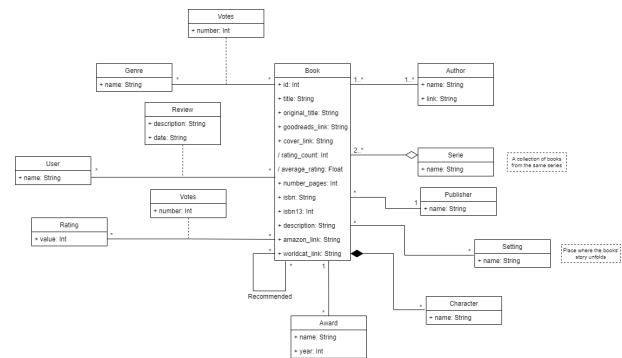 Votes
+ number: Int
Genre
+ name: String
*
*
Book
+ id: Int
+ title: String
+ original_title: String
+ goodreads_link: String
+ cover_link: String
/ rating_count: Int
/ average_rating: Float
+ number_pages: Int
+ isbn: String
+ isbn13: Int
+ description: String
+ amazon_link: String
+ worldcat_link: String
1..*
1..*
Author
+ name: String
+ link: String
Review
+ description: String
+ date: String
2..*
Serie
+ name: String
A collection of books
from the same series
User
+ name: String
*
*
*
1
Publisher
+ name: String
Votes
+ number: Int
Rating
+ value: Int
*
*
*
*
Setting
+ name: String
Place where the books'
story unfolds
*
*
Recommended
*
Character
+ name: String
1
*
Award
+ name: String
+ year: Int